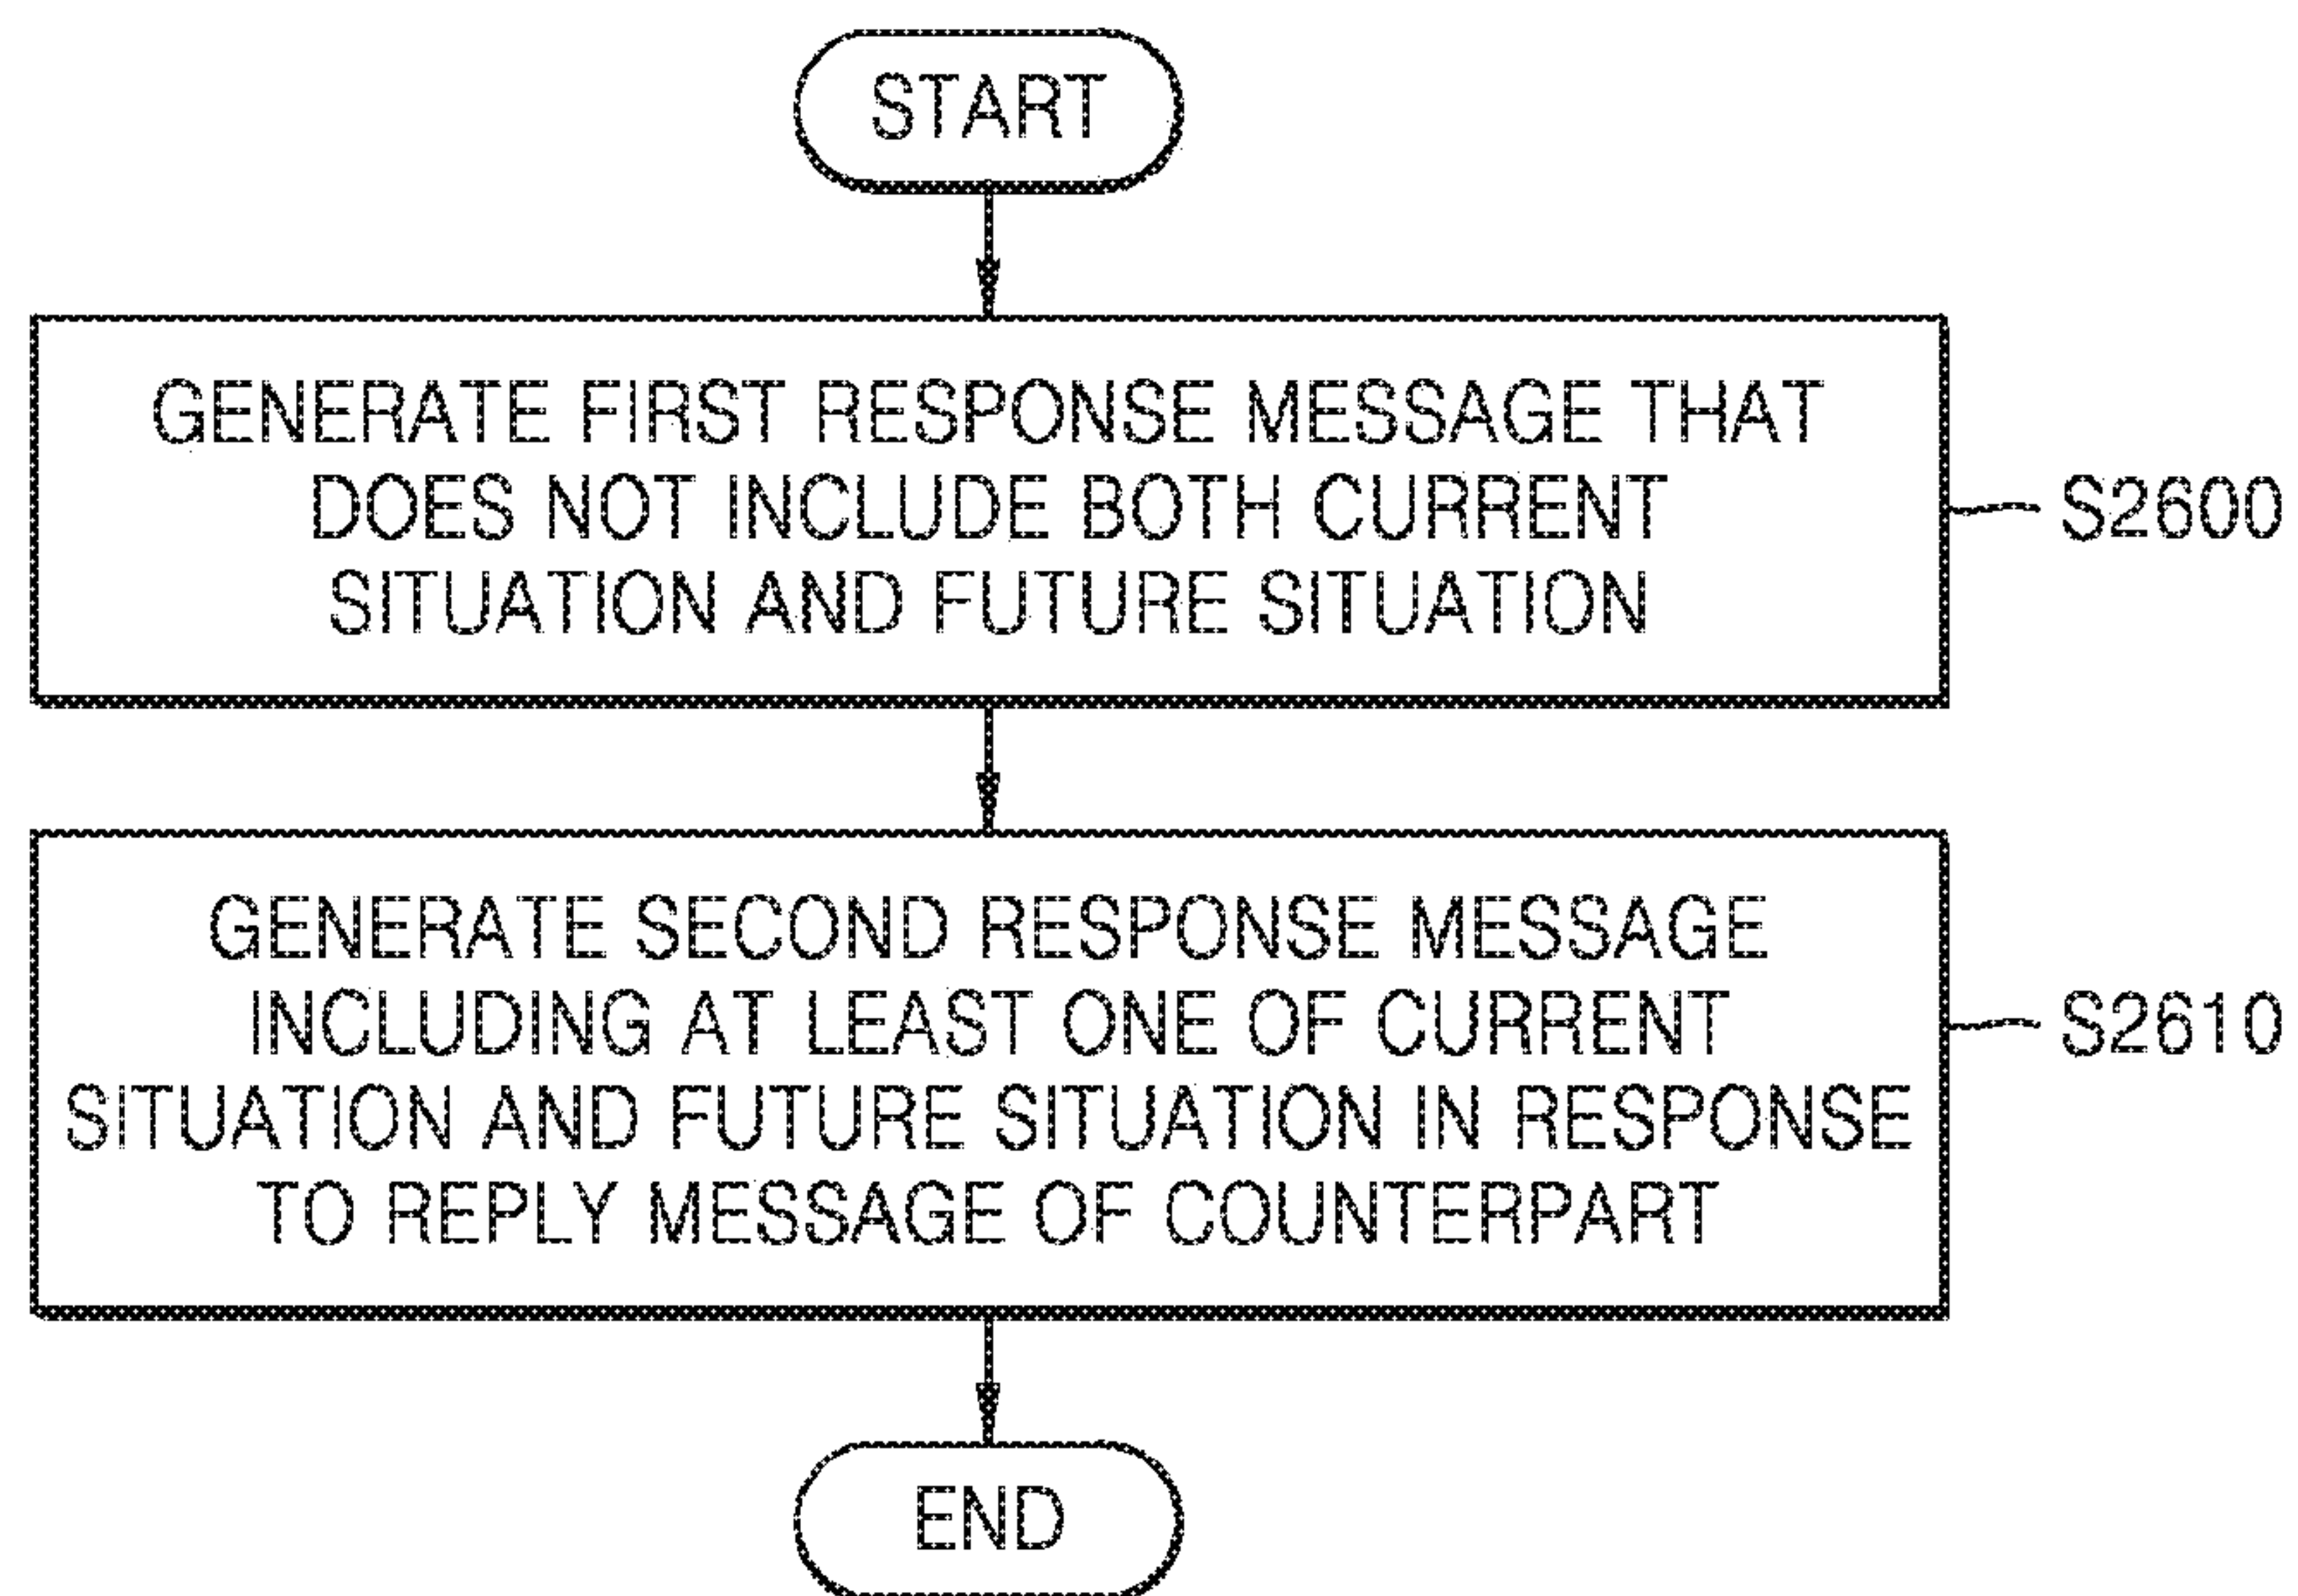 START
GENERATE FIRST RESPONSE MESSAGE THAT
DOES NOT INCLUDE BOTH CURRENT
SITUATION AND FUTURE SITUATION
S2600
GENERATE SECOND RESPONSE MESSAGE
INCLUDING AT LEAST ONE OF CURRENT
SITUATION AND FUTURE SITUATION IN RESPONSE
TO REPLY MESSAGE OF COUNTERPART
S2610
END